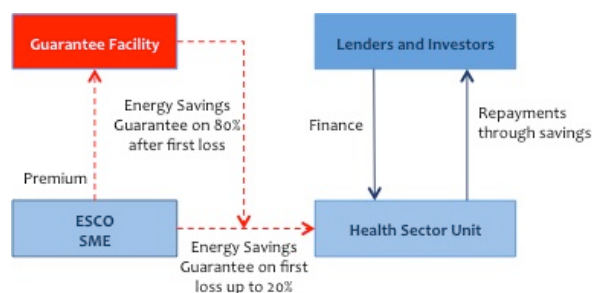 Guarantee Facility
Lenders and Investors
Energy Savings
Guarantee on 80%
after first loss
Finance
Repayments
through savings
Premium
ESCO
SME
Health Sector Unit
Energy Savings
Guarantee on first
loss up to 20%